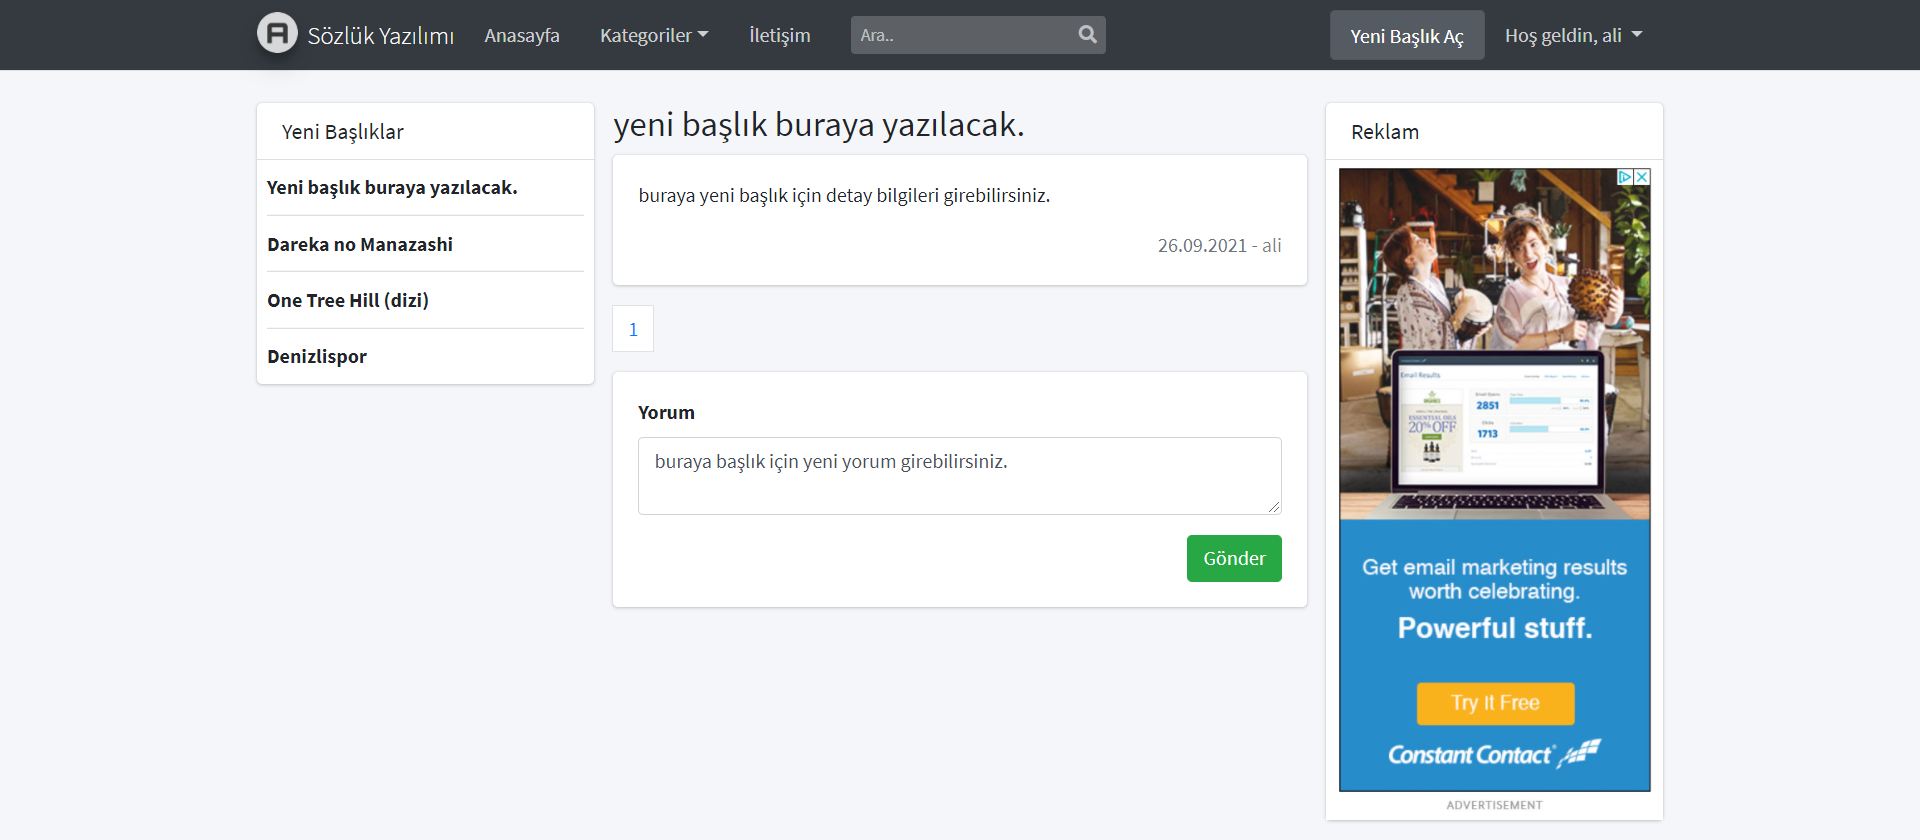 A Sözlük Yazılımı Anasayfa Kategoriler İletişim Ara.. Yeni Başlık Aç Hoş geldin, ali
Yeni Başlıklar
Yeni başlık buraya yazılacak.
Dareka no Manazashi
One Tree Hill (dizi)
Denizlispor
yeni başlık buraya yazılacak.
buraya yeni başlık için detay bilgileri girebilirsiniz.
26.09.2021 - ali
1
Yorum
buraya başlık için yeni yorum girebilirsiniz.
Gönder
Reklam
Email Results
2851
1713
ESSENTIAL OILS
20% OFF
Get email marketing results
worth celebrating.
Powerful stuff.
Try It Free
Constant Contact
ADVERTISEMENT